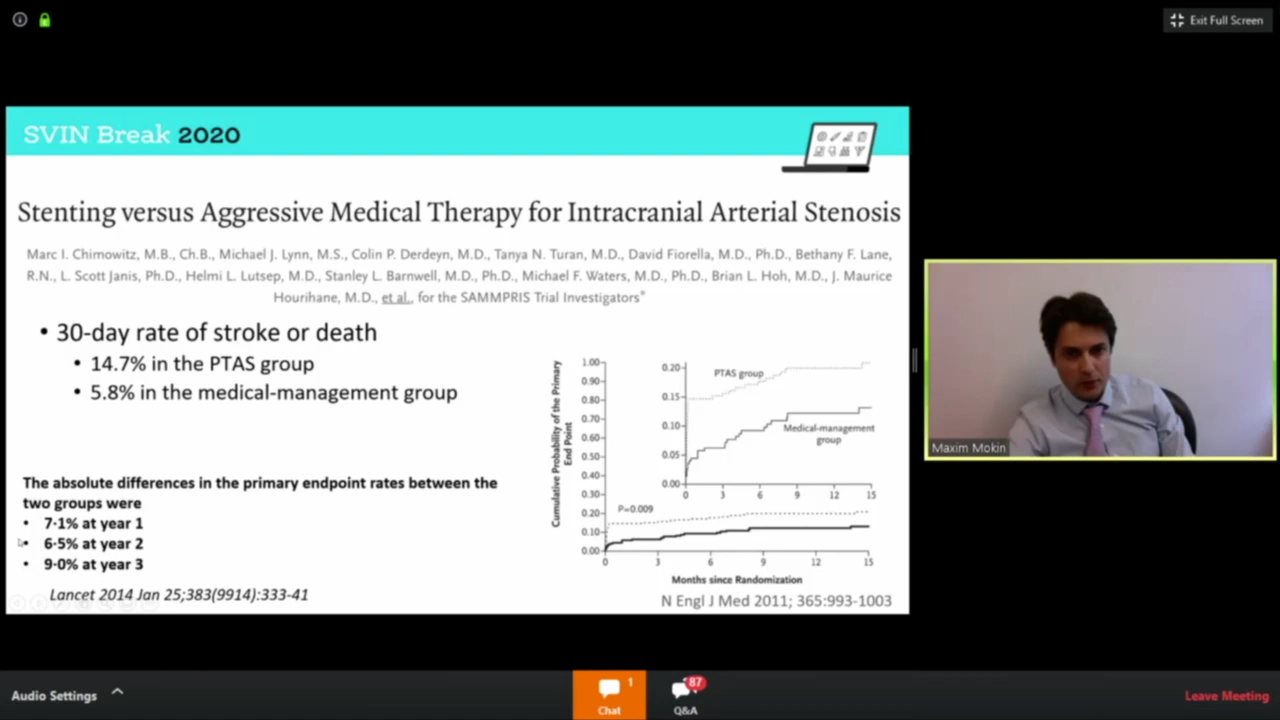 Exit Full Screen
SVIN Break 2020
Stenting versus Aggressive Medical Therapy for Intracranial Arterial Stenosis
Marc I. Chimowitz, M.B., Ch.B., Michael J. Lynn, M.S., Colin P. Derdeyn, M.D., Tanya N. Turan, M.D., David Fiorella, M.D., Ph.D., Bethany F. Lane,
R.N., L. Scott Janis, Ph.D., Helmi L. Lutsep, M.D., Stanley L. Barnwell, M.D., Ph.D., Michael F. Waters, M.D., Ph.D., Brian L. Hoh, M.D., J. Maurice
Hourihane, M.D., et al., for the SAMMPRIS Trial Investigators*
• 30-day rate of stroke or death
• 14.7% in the PTAS group
• 5.8% in the medical-management group
The absolute differences in the primary endpoint rates between the
two groups were
• 7·1% at year 1
• 6·5% at year 2
• 9·0% at year 3
Lancet 2014 Jan 25;383(9914):333-41
Cumulative Probability of the Primary
End Point
1.00
0.90
0.80
0.70
0.60
0.50
0.40
0.30
0.20
0.10
0.00
0.20
0.15
0.10
0.05
0.00
PTAS group
Medical-management
group
0 3 6 9 12 15
P=0.009
0 3 6 9 12 15
Months since Randomization
N Engl J Med 2011; 365:993-1003
Maxim Mokin
Audio Settings
1
Chat
87
Q&A
Leave Meeting